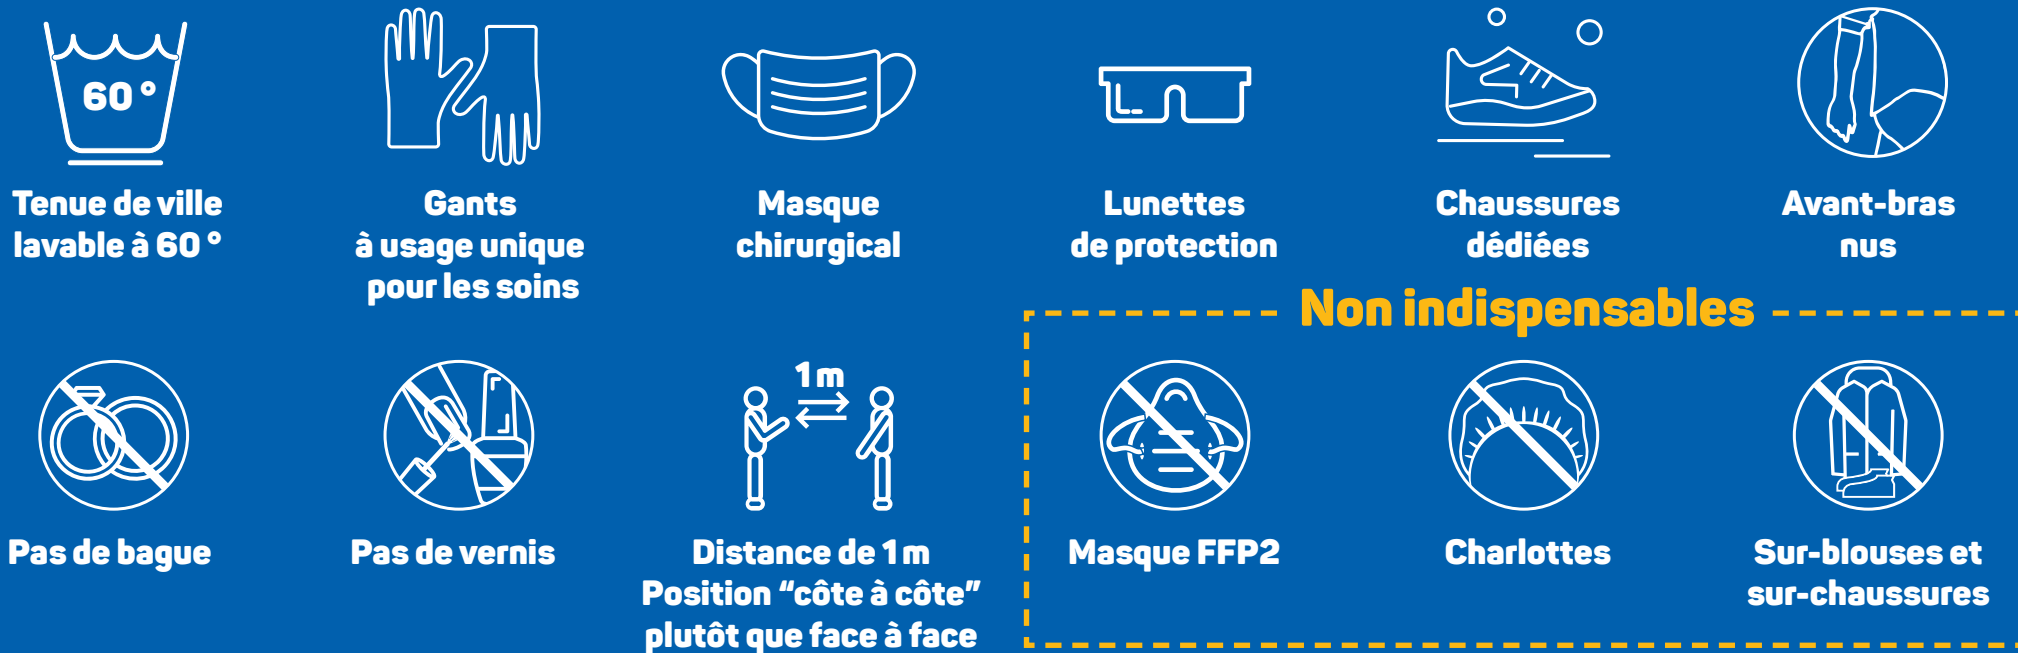 60 °
Tenue de ville
lavable à 60 °
Gants
à usage unique
pour les soins
Masque
chirurgical
Lunettes
de protection
Chaussures
dédiées
Avant-bras
nus
Non indispensables
Pas de bague
Pas de vernis
1 m
Distance de 1 m
Position “côte à côte”
plutôt que face à face
Masque FFP2
Charlottes
Sur-blouses et
sur-chaussures